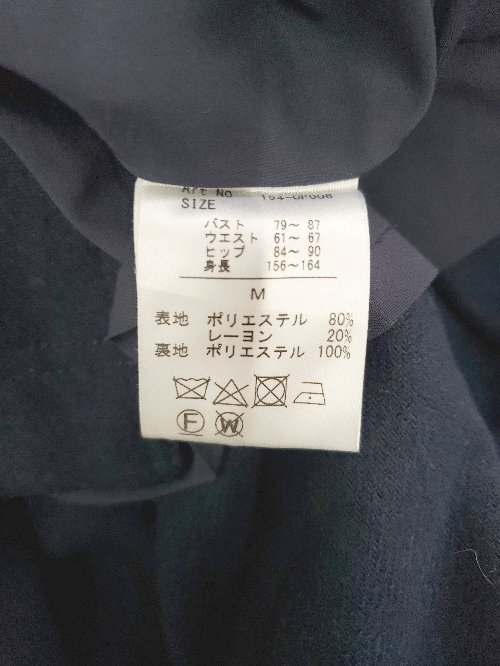 Art No
SIZE
バスト 79～ 87
ウエスト 61～ 67
ヒップ 84～ 90
身長 156～164
M
表地 ポリエステル 80%
レーヨン 20%
裏地 ポリエステル 100%
F W